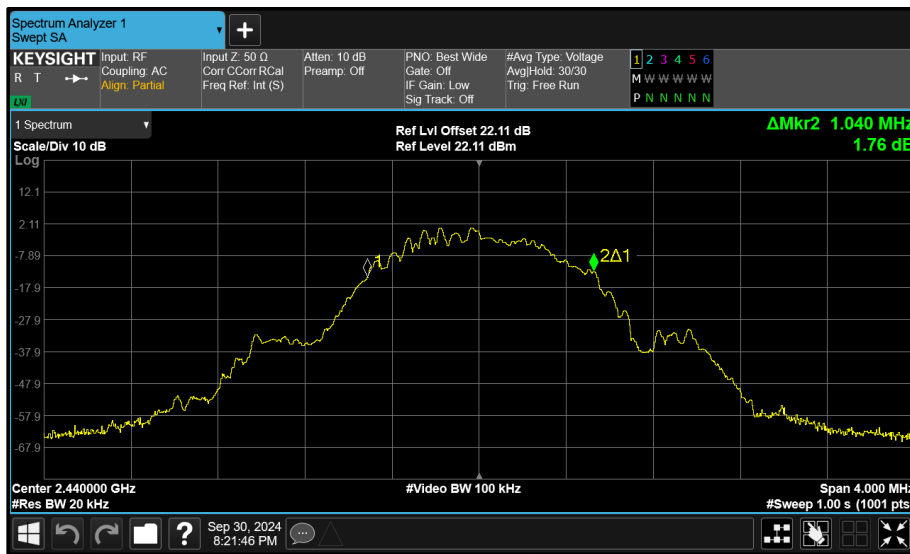 Spectrum Analyzer 1
Swept SA
+
KEYSIGHT
R T
LXI
Input: RF
Coupling: AC
Align: Partial
Input Z: 50 Ω
Corr CCorr RCal
Freq Ref: Int (S)
Atten: 10 dB
Preamp: Off
PNO: Best Wide
Gate: Off
IF Gain: Low
Sig Track: Off
#Avg Type: Voltage
Avg|Hold: 30/30
Trig: Free Run
1 2 3 4 5 6
M W W W W W
P N N N N N
1 Spectrum
Scale/Div 10 dB
Log
Ref Lvl Offset 22.11 dB
Ref Level 22.11 dBm
ΔMkr2 1.040 MHz
1.76 dB
12.1
2.11
-7.89
-17.9
-27.9
-37.9
-47.9
-57.9
-67.9
1
2Δ1
Center 2.440000 GHz
#Res BW 20 kHz
#Video BW 100 kHz
Span 4.000 MHz
#Sweep 1.00 s (1001 pts
?
Sep 30, 2024
8:21:46 PM